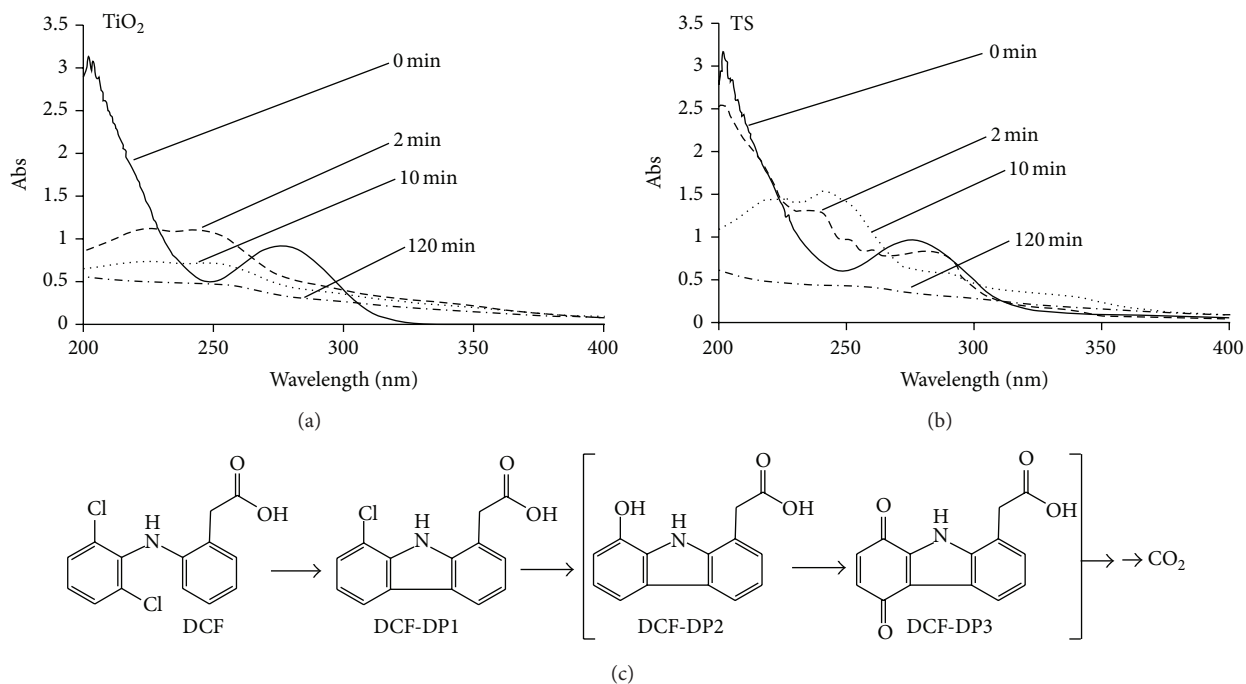 TiO2
3.5
3
2.5
2
1.5
1
0.5
0
Abs
0 min
2 min
10 min
120 min
200 250 300 350 400
Wavelength (nm)
(a)
TS
3.5
3
2.5
2
1.5
1
0.5
0
Abs
0 min
2 min
10 min
120 min
200 250 300 350 400
Wavelength (nm)
(b)
Cl
H
N
O
OH
Cl
DCF
Cl
H
N
O
OH
DCF-DP1
OH
H
N
O
OH
DCF-DP2
O
H
N
O
OH
O
DCF-DP3
CO2
(c)